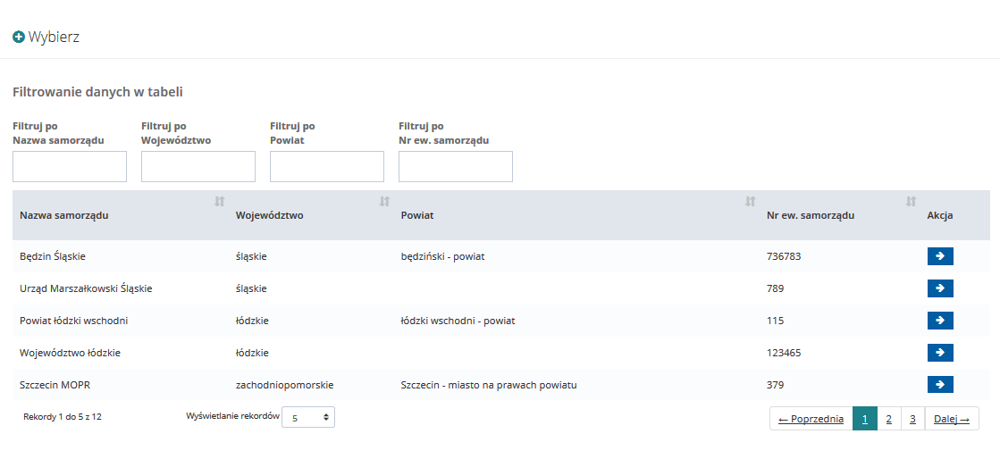 Wybierz
Filtrowanie danych w tabeli
Filtruj po Filtruj po Filtruj po Filtruj po
Nazwa samorządu Województwo Powiat Nr ew. samorządu
Nazwa samorządu Województwo Powiat Nr ew. samorządu Akcja
Będzin Śląskie śląskie będziński - powiat 736783
Urząd Marszałkowski Śląskie śląskie 789
Powiat łódzki wschodni łódzkie łódzki wschodni - powiat 115
Województwo łódzkie łódzkie 123465
Szczecin MOPR zachodniopomorskie Szczecin - miasto na prawach powiatu 379
Rekordy 1 do 5 z 12 Wyświetlanie rekordów 5 ← Poprzednia 1 2 3 Dalej →